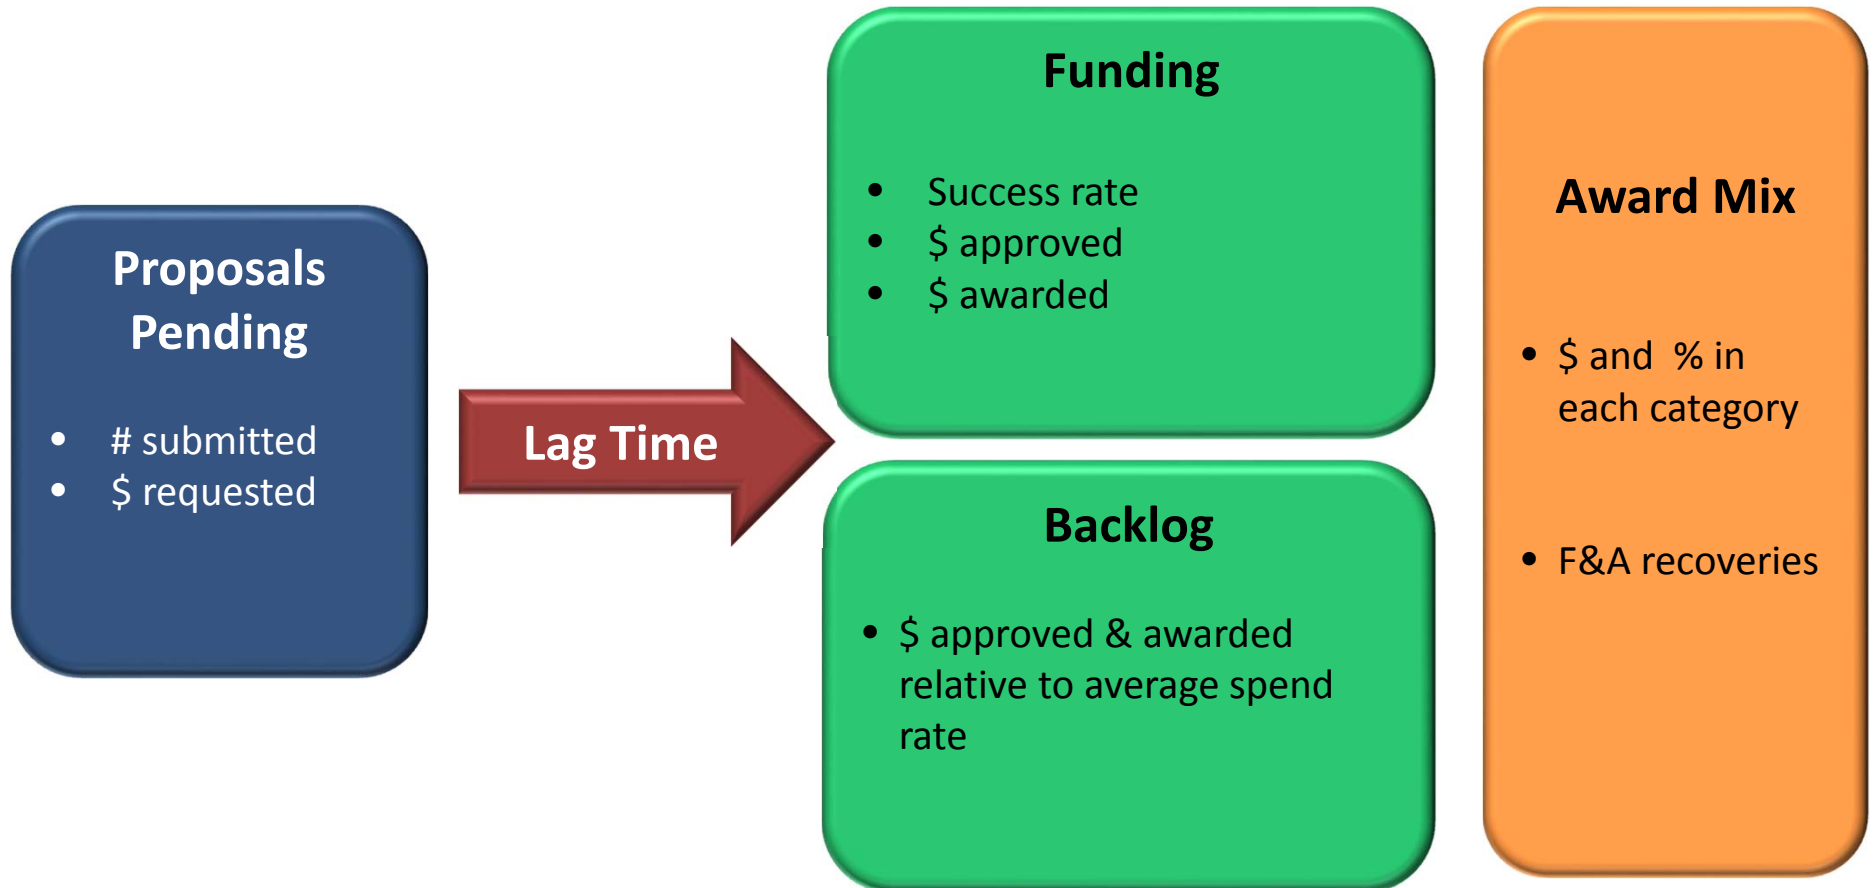 Proposals
Pending
• # submitted
• $ requested
Lag Time
Funding
• Success rate
• $ approved
• $ awarded
Backlog
• $ approved & awarded
relative to average spend
rate
Award Mix
• $ and % in
each category
• F&A recoveries